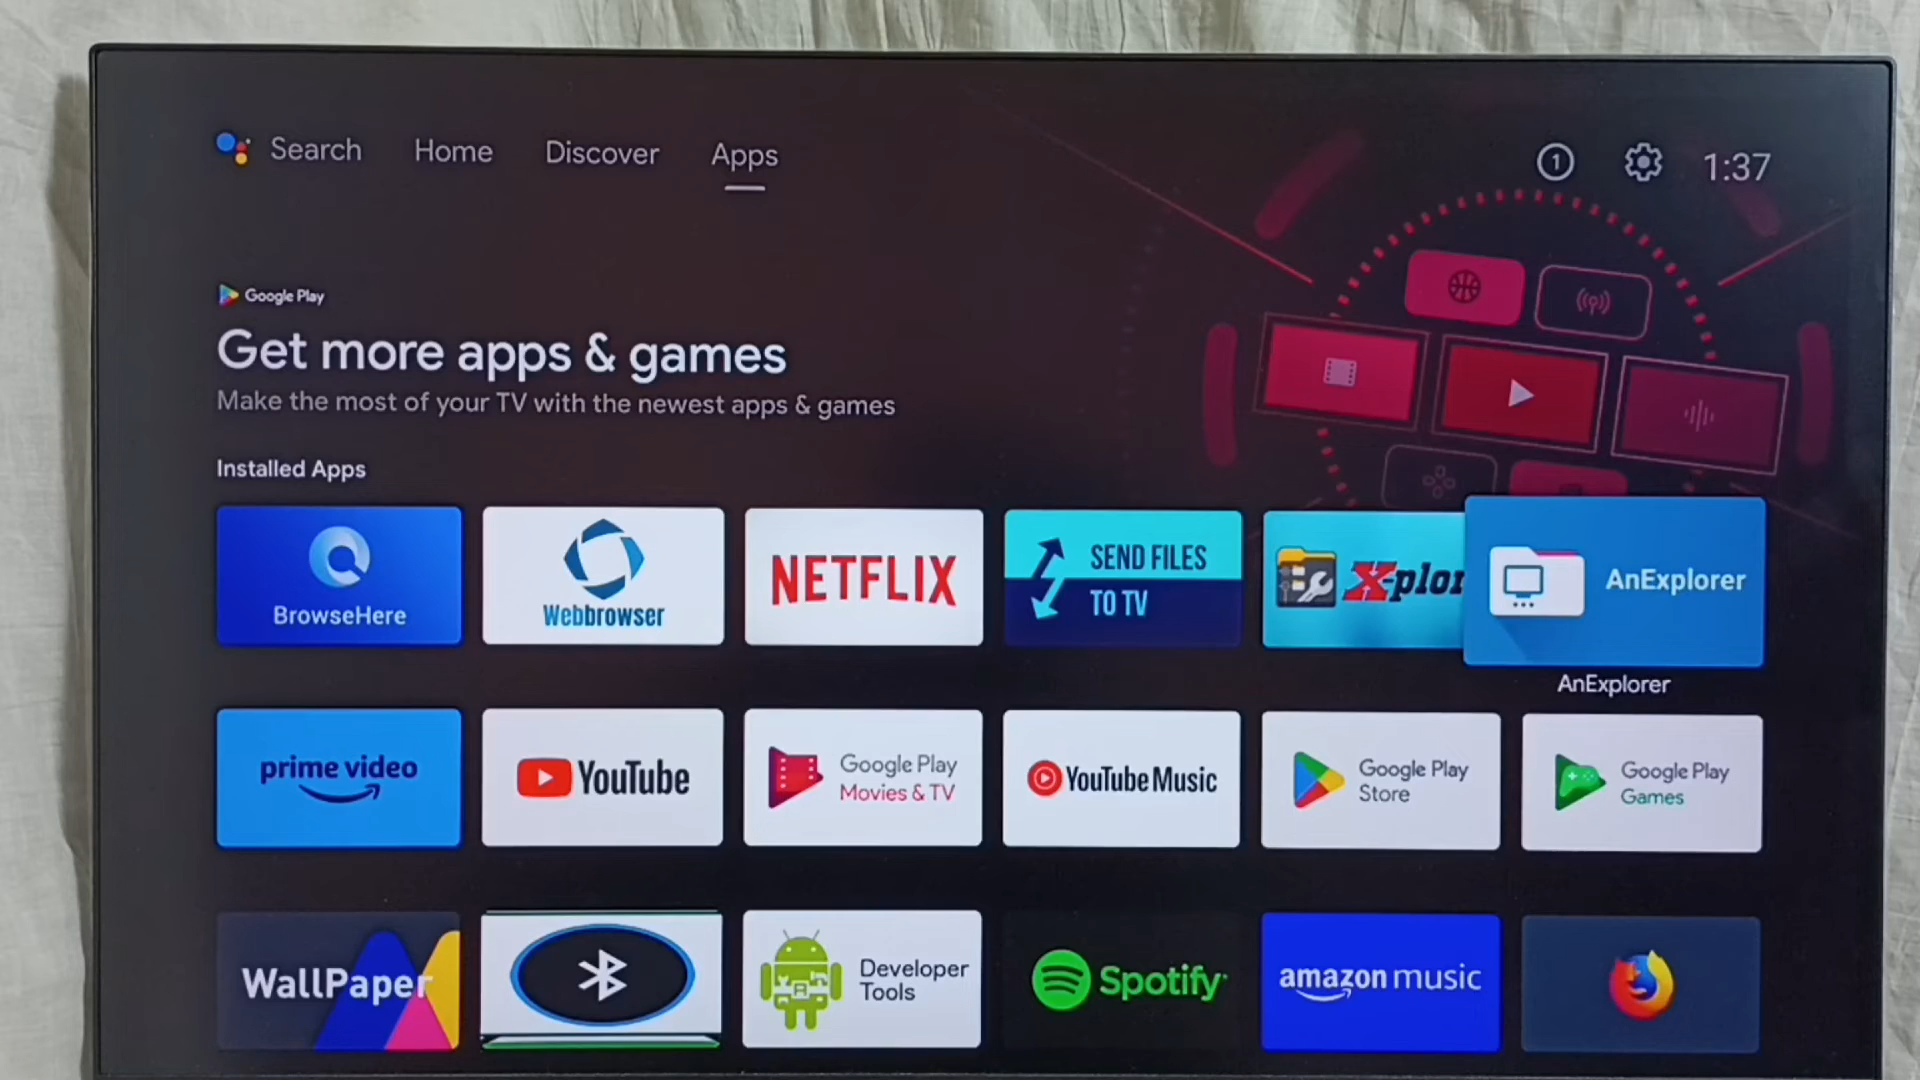 Search Home Discover Apps
1 1:37
Google Play
Get more apps & games
Make the most of your TV with the newest apps & games
Installed Apps
BrowseHere
Webbrowser
NETFLIX
SEND FILES
TO TV
X-plor
AnExplorer
AnExplorer
prime video
YouTube
Google Play
Movies & TV
YouTube Music
Google Play
Store
Google Play
Games
WallPaper
Developer
Tools
Spotify
amazon music